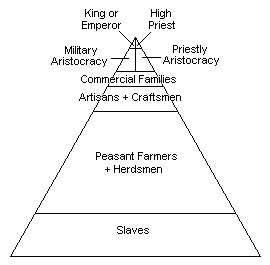 King or
Emperor
High
Priest
Military
Aristocracy
Priestly
Aristocracy
Commercial Families
Artisans + Craftsmen
Peasant Farmers
+ Herdsmen
Slaves